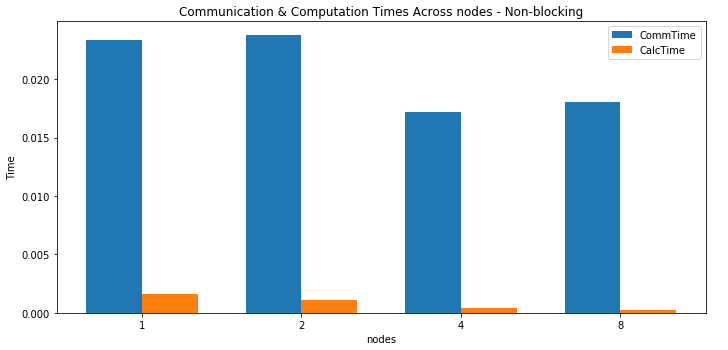 Communication & Computation Times Across nodes - Non-blocking
CommTime
CalcTime
Time
0.020
0.015
0.010
0.005
0.000
1
2
4
8
nodes